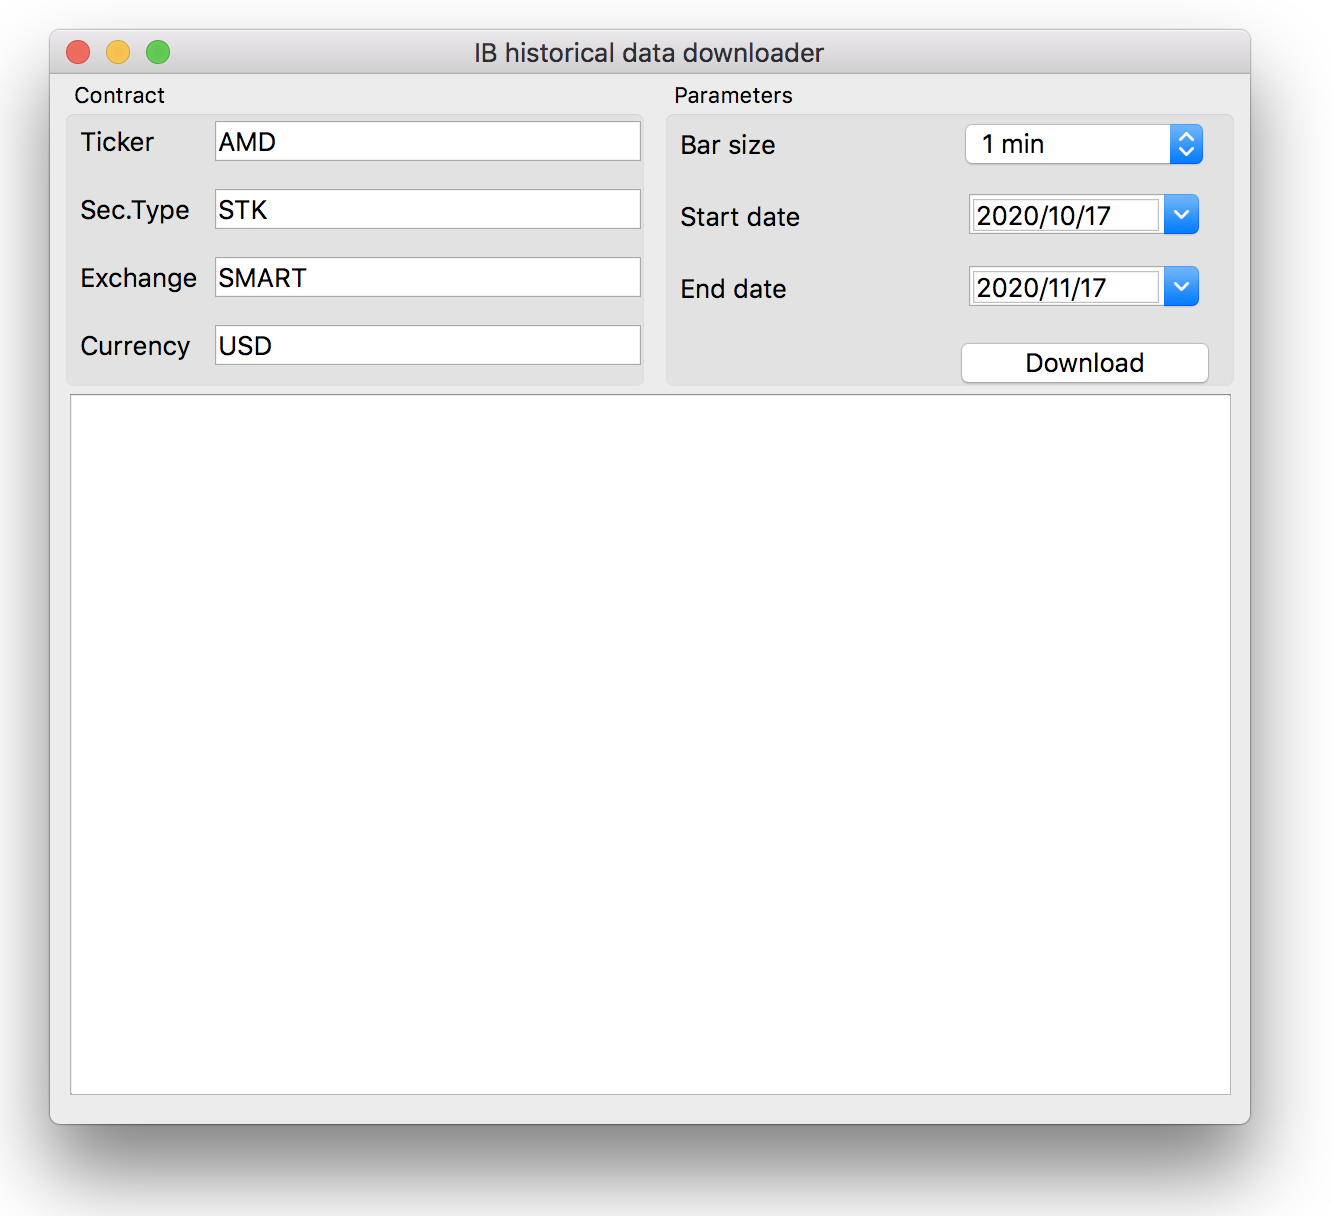 IB historical data downloader
Contract
Ticker AMD
Sec.Type STK
Exchange SMART
Currency USD
Parameters
Bar size 1 min
Start date 2020/10/17
End date 2020/11/17
Download